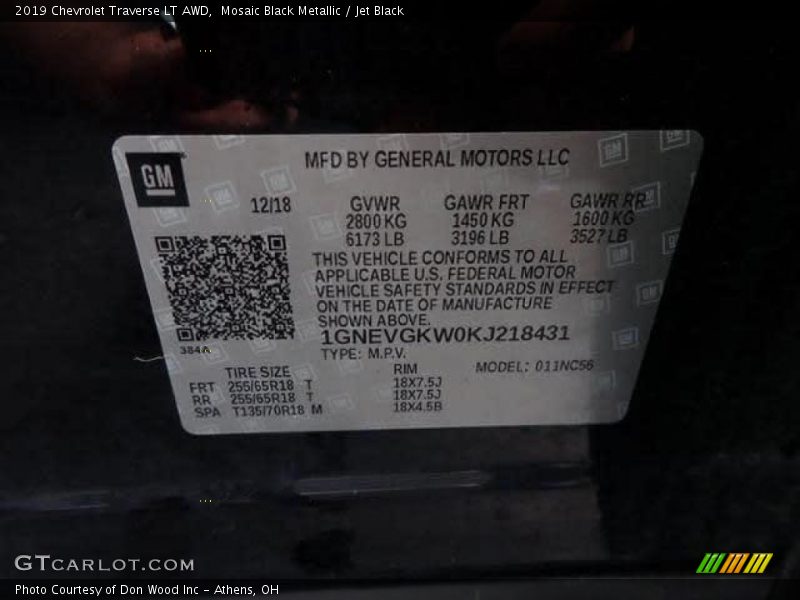 2019 Chevrolet Traverse LT AWD,  Mosaic Black Metallic / Jet Black
GM
MFD BY GENERAL MOTORS LLC
12/18
GVWR GAWR FRT GAWR RR
2800 KG 1450 KG 1600 KG
6173 LB 3196 LB 3527 LB
THIS VEHICLE CONFORMS TO ALL
APPLICABLE U.S. FEDERAL MOTOR
VEHICLE SAFETY STANDARDS IN EFFECT
ON THE DATE OF MANUFACTURE
SHOWN ABOVE.
1GNEVGKW0KJ218431
384A
TYPE: M.P.V.
TIRE SIZE RIM MODEL: 011NC56
FRT 255/65R18 T 18X7.5J
RR 255/65R18 T 18X7.5J
SPA T135/70R18 M 18X4.5B
GTCARLOT.COM
Photo Courtesy of Don Wood Inc - Athens, OH